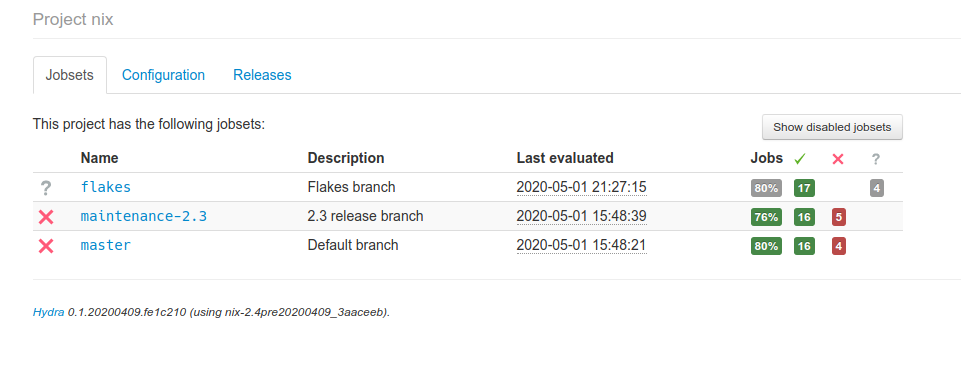 Project nix
Jobsets Configuration Releases
This project has the following jobsets: Show disabled jobsets
Name Description Last evaluated Jobs ✓ ✕ ?
? flakes Flakes branch 2020-05-01 21:27:15 80% 17 4
✕ maintenance-2.3 2.3 release branch 2020-05-01 15:48:39 76% 16 5
✕ master Default branch 2020-05-01 15:48:21 80% 16 4
Hydra 0.1.20200409.fe1c210 (using nix-2.4pre20200409_3aaceeb).